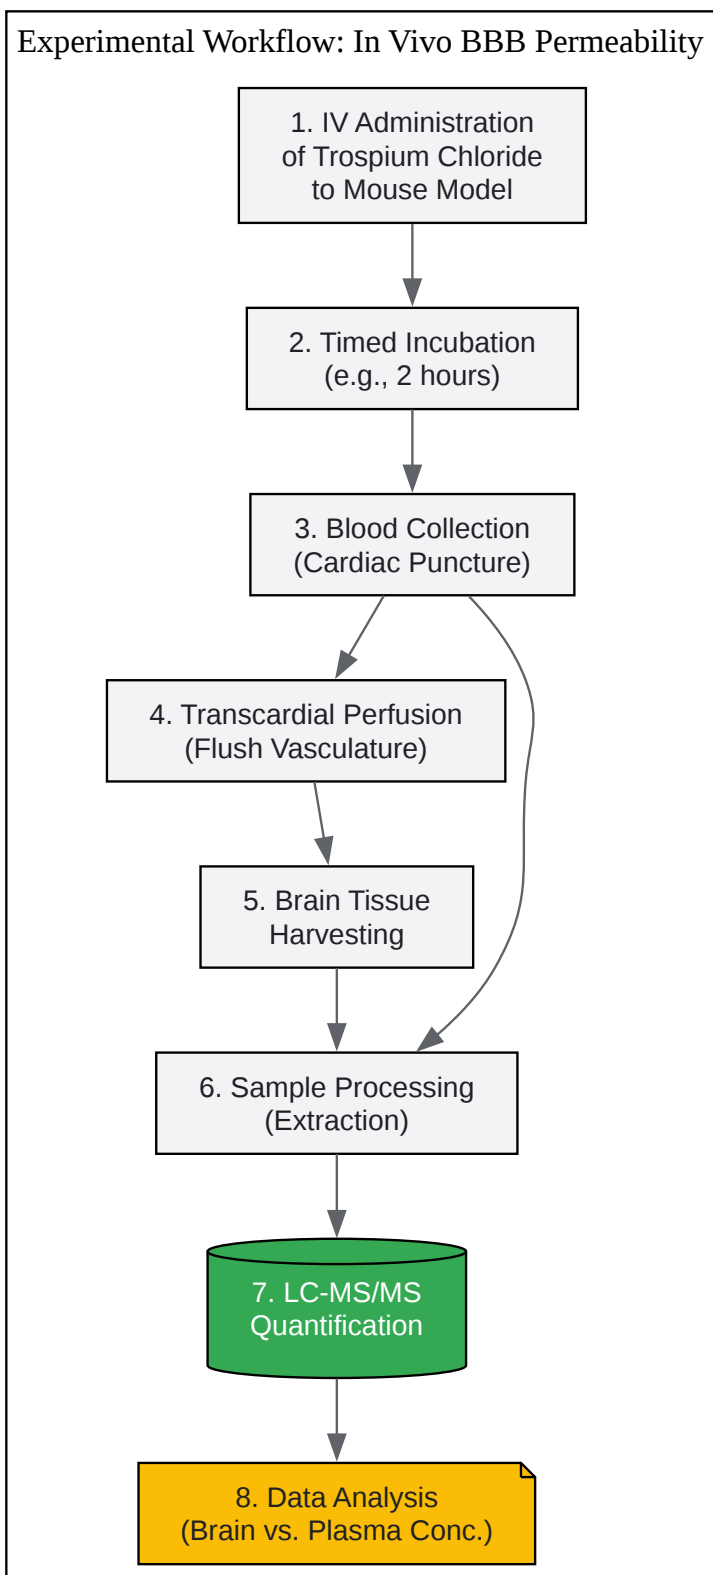 Experimental Workflow: In Vivo BBB Permeability
1. IV Administration
of Trospium Chloride
to Mouse Model
2. Timed Incubation
(e.g., 2 hours)
3. Blood Collection
(Cardiac Puncture)
4. Transcardial Perfusion
(Flush Vasculature)
5. Brain Tissue
Harvesting
6. Sample Processing
(Extraction)
7. LC-MS/MS
Quantification
8. Data Analysis
(Brain vs. Plasma Conc.)